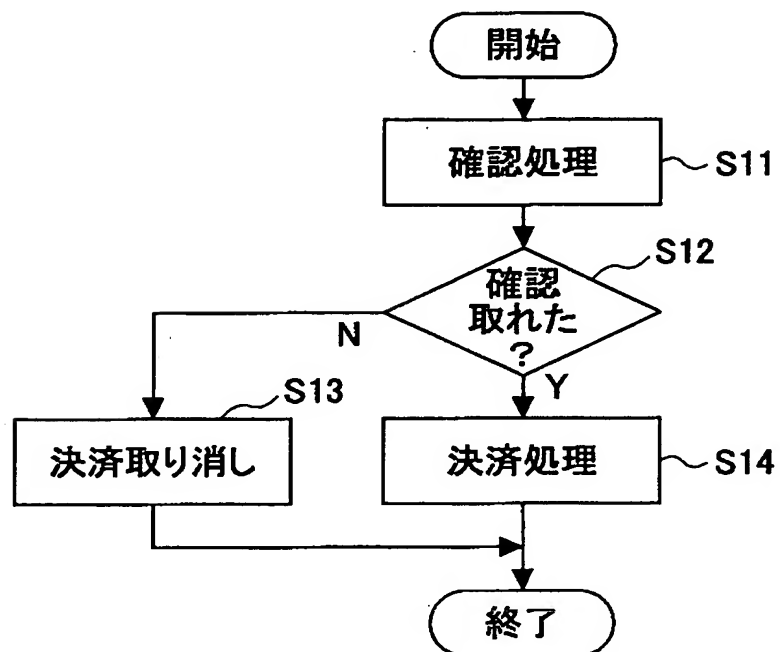 開始
確認処理
S11
S12
確認
取れた
?
N
Y
S13
決済取り消し
決済処理
S14
終了